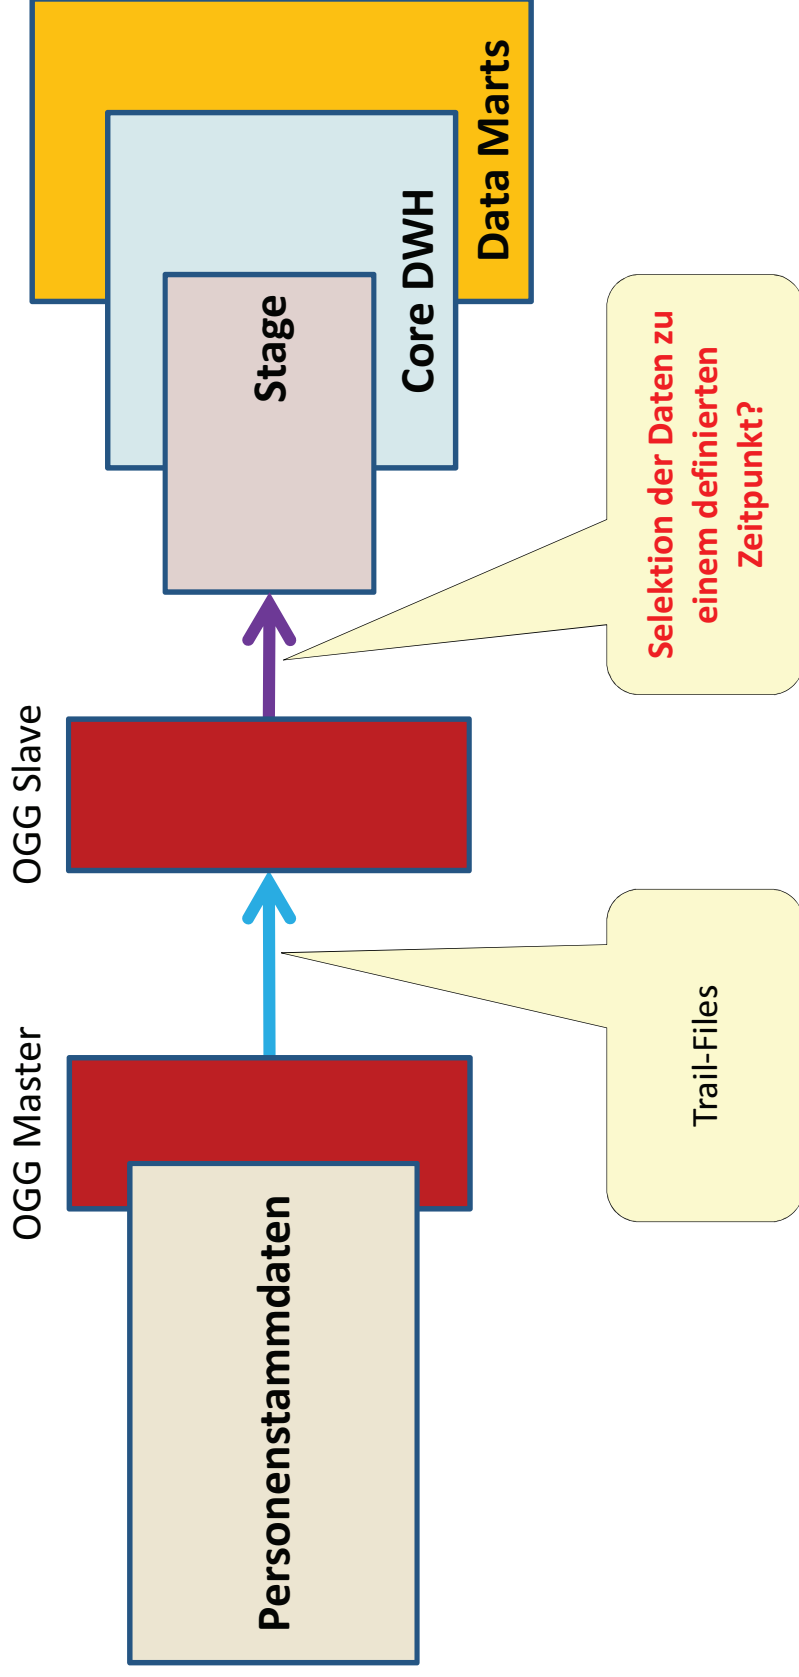 OGG Master
OGG Slave
Personenstammdaten
Stage
Core DWH
Data Marts
Trail-Files
Selektion der Daten zu
einem definierten
Zeitpunkt?